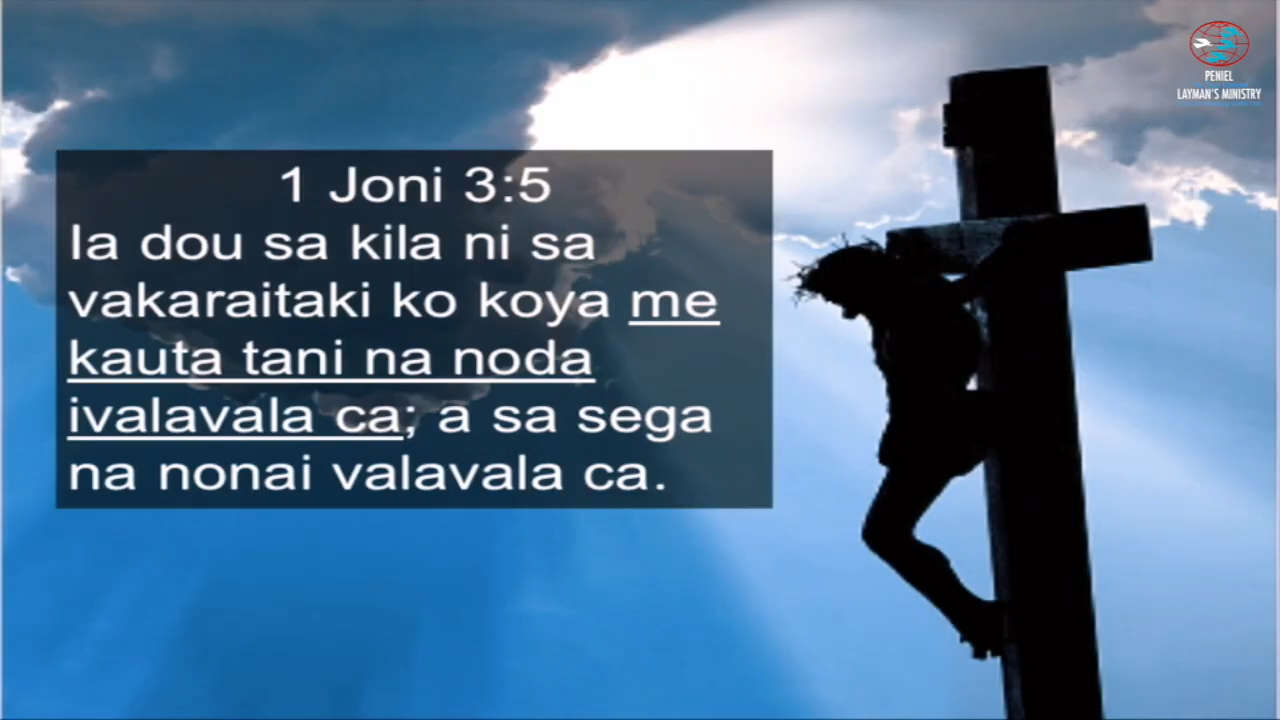 PENIEL
LAYMAN'S MINISTRY
1 Joni 3:5
Ia dou sa kila ni sa
vakaraitaki ko koya me
kauta tani na noda
ivalavala ca; a sa sega
na nonai valavala ca.